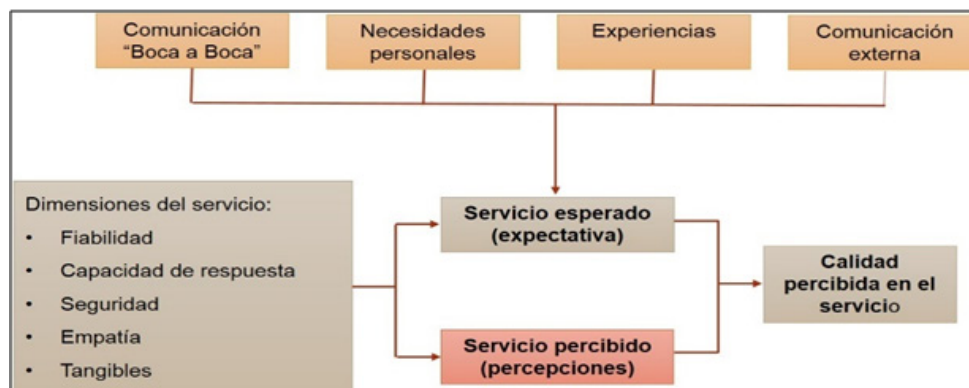 Comunicación
“Boca a Boca”
Necesidades
personales
Experiencias
Comunicación
externa
Dimensiones del servicio:
• Fiabilidad
• Capacidad de respuesta
• Seguridad
• Empatía
• Tangibles
Servicio esperado
(expectativa)
Servicio percibido
(percepciones)
Calidad
percibida en el
servicio